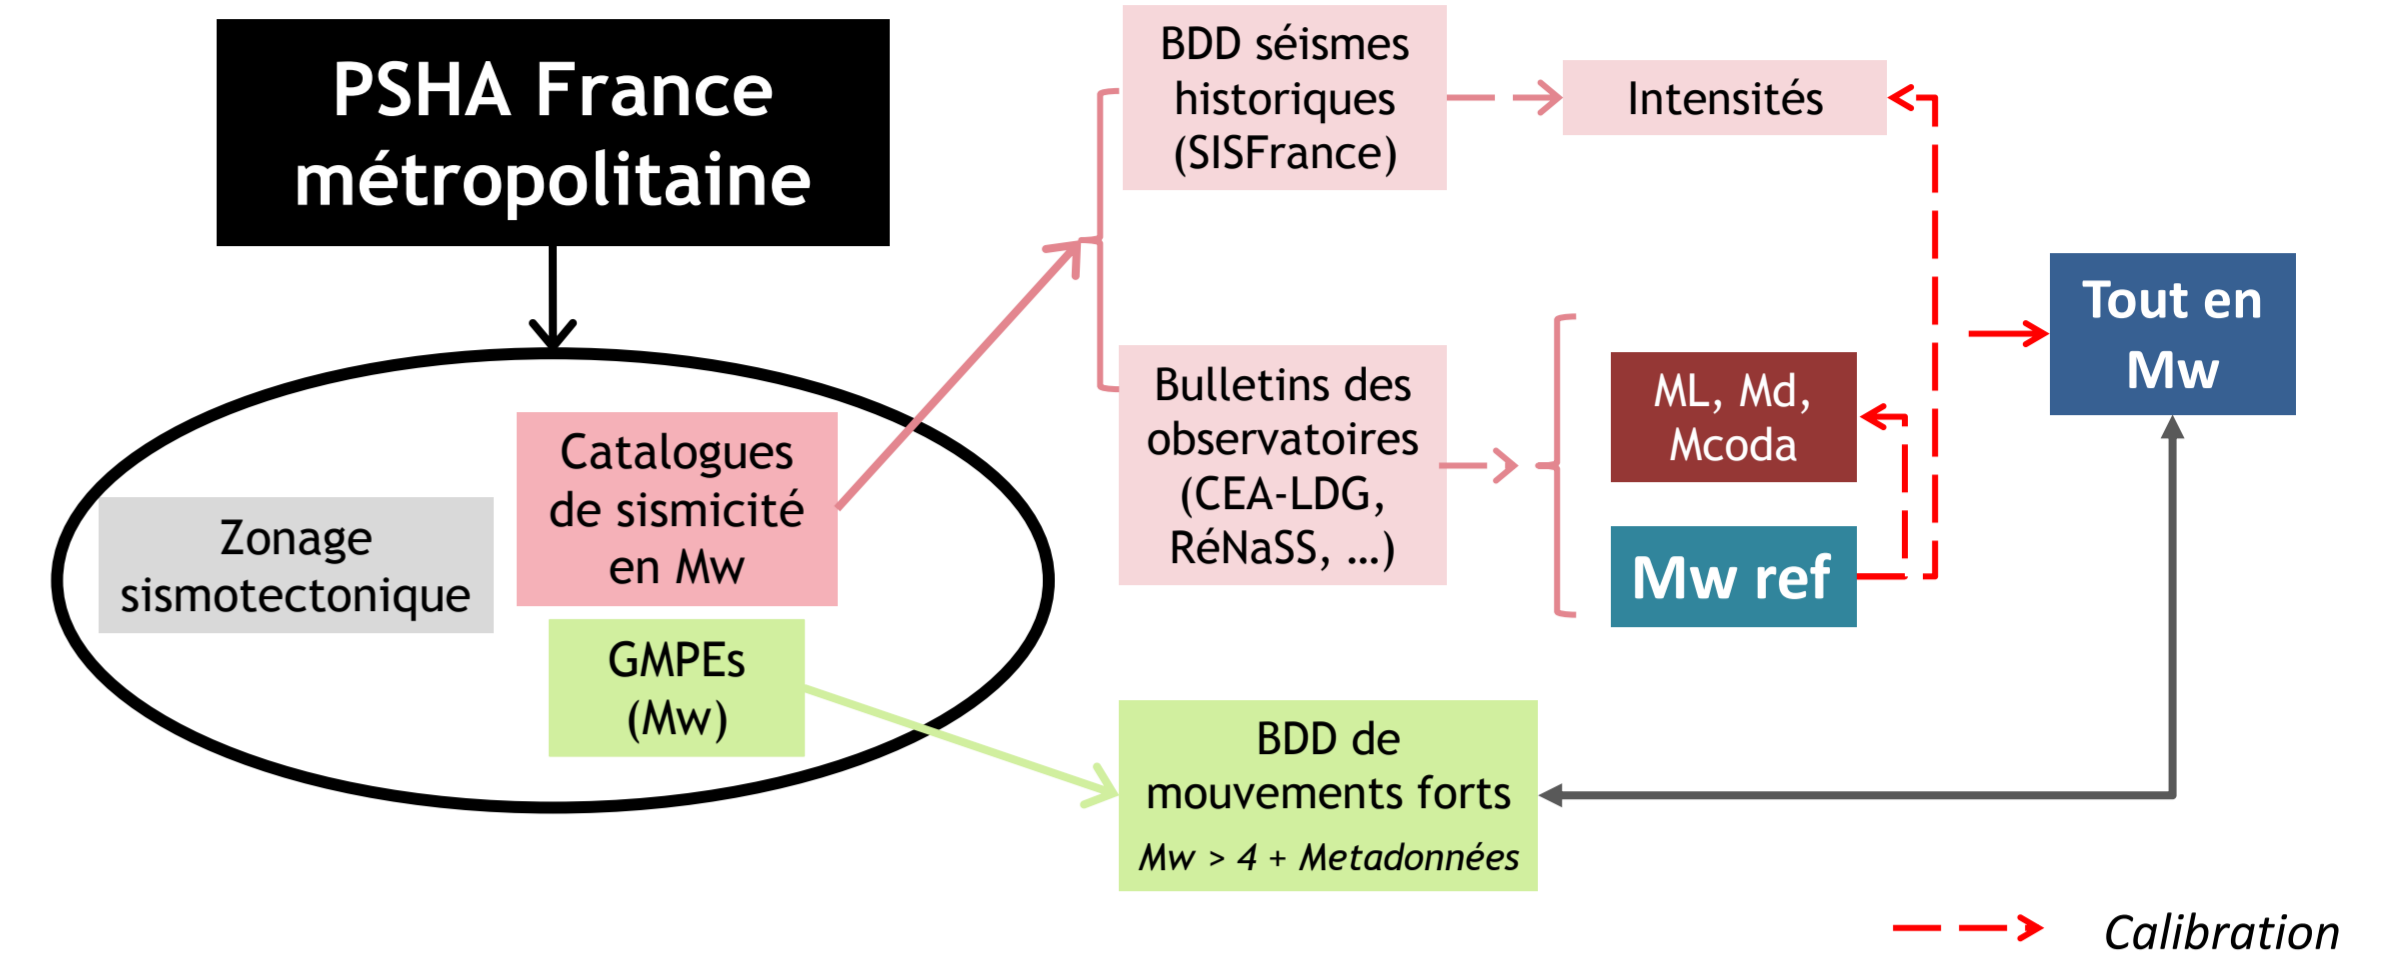 PSHA France
métropolitaine
Zonage
sismotectonique
Catalogues
de sismicité
en Mw
GMPEs
(Mw)
BDD séismes
historiques
(SISFrance)
Intensités
Bulletins des
observatoires
(CEA-LDG,
RéNaSS, …)
ML, Md,
Mcoda
Mw ref
Tout en
Mw
BDD de
mouvements forts
Mw > 4 + Metadonnées
Calibration